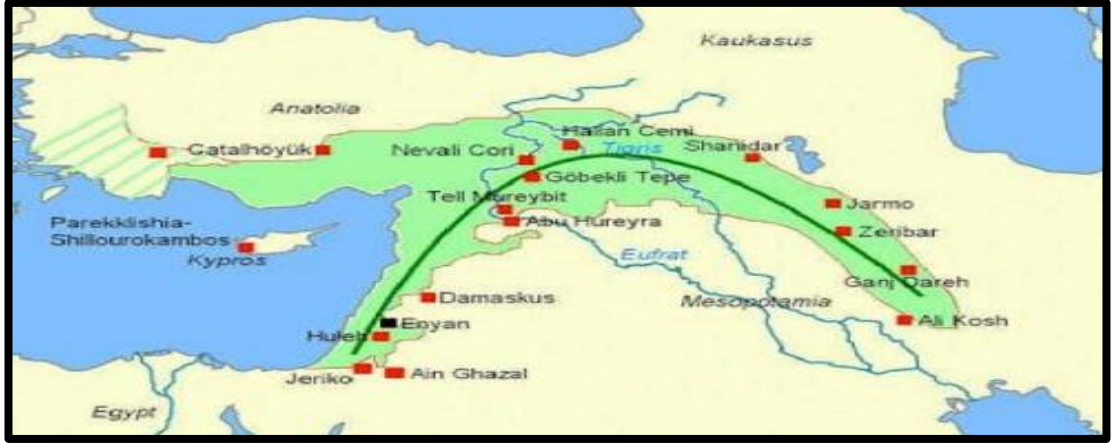 Kaukasus
Anatolia
Hallan Cemi
Catalhöyük
Nevali Cori
Tigris
Shanidar
Göbekli Tepe
Tell Mureybit
Jarmo
Abu Hureyra
Parekklishia-
Shillourokambos
Zeribar
Kypros
Eufrat
Ganj Dareh
Damaskus
Mesopotamia
Ali Kosh
Enyan
Huleh
Jeriko
Ain Ghazal
Egypt